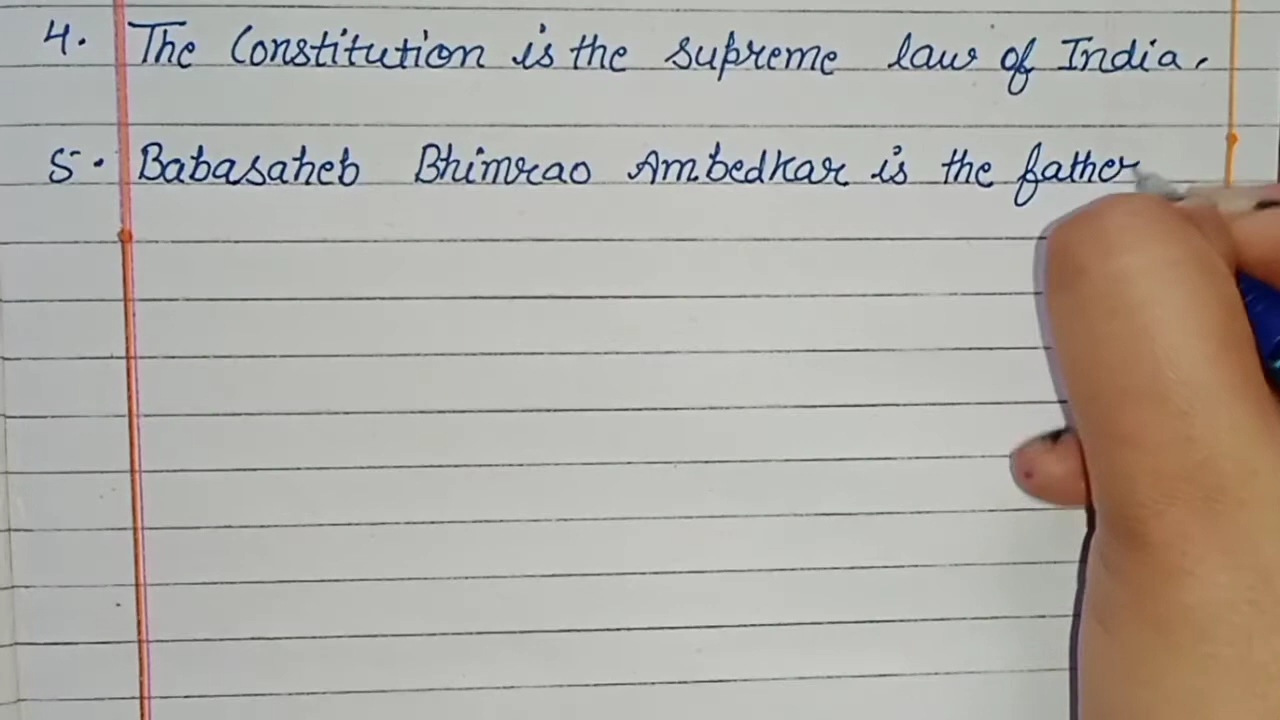 4. The Constitution is the supreme law of India.
5. Babasaheb Bhimrao Ambedkar is the father